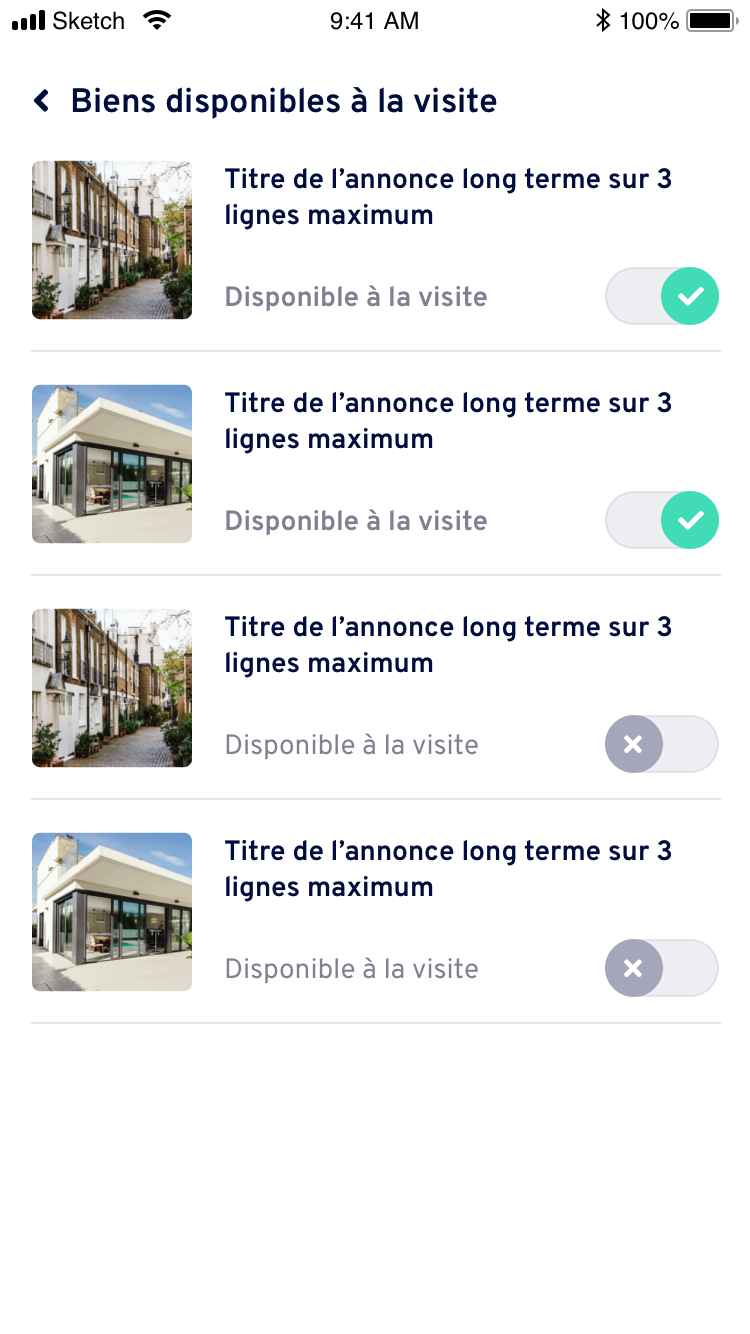 Sketch 9:41 AM 100%
Biens disponibles à la visite
Titre de l’annonce long terme sur 3
lignes maximum
Disponible à la visite
Titre de l’annonce long terme sur 3
lignes maximum
Disponible à la visite
Titre de l’annonce long terme sur 3
lignes maximum
Disponible à la visite
Titre de l’annonce long terme sur 3
lignes maximum
Disponible à la visite